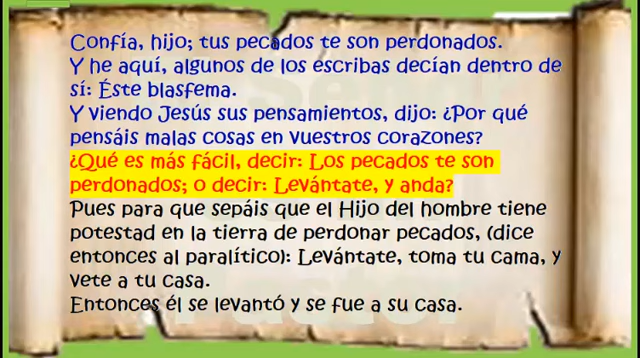 Confía, hijo; tus pecados te son perdonados.
Y he aquí, algunos de los escribas decían dentro de
sí: Éste blasfema.
Y viendo Jesús sus pensamientos, dijo: ¿Por qué
pensáis malas cosas en vuestros corazones?
¿Qué es más fácil, decir: Los pecados te son
perdonados; o decir: Levántate, y anda?
Pues para que sepáis que el Hijo del hombre tiene
potestad en la tierra de perdonar pecados, (dice
entonces al paralítico): Levántate, toma tu cama, y
vete a tu casa.
Entonces él se levantó y se fue a su casa.